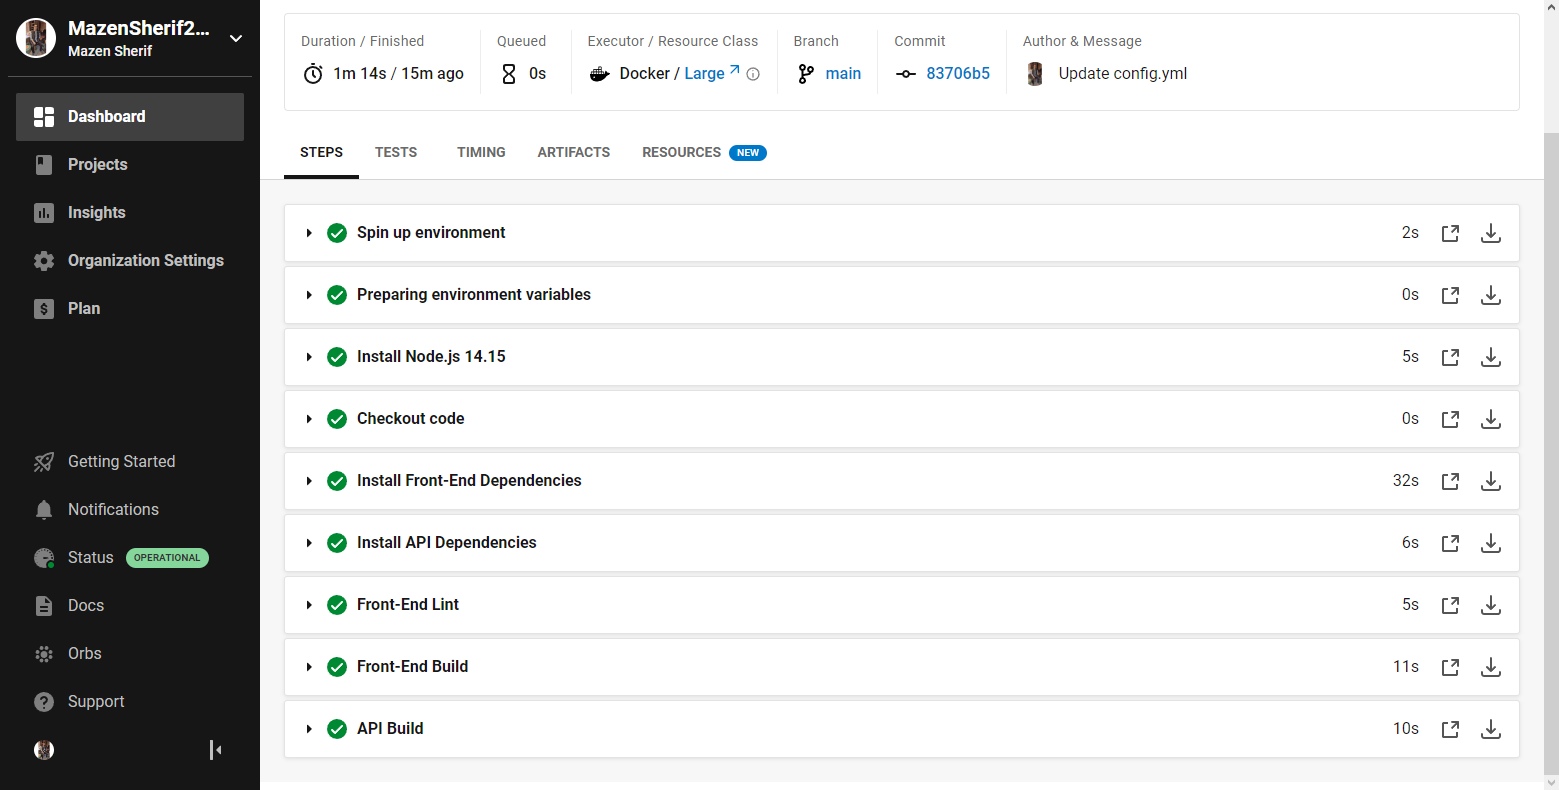 MazenSherif2...
Mazen Sherif
Dashboard
Projects
Insights
Organization Settings
Plan
Getting Started
Notifications
Status OPERATIONAL
Docs
Orbs
Support
Duration / Finished
1m 14s / 15m ago
Queued
0s
Executor / Resource Class
Docker / Large
Branch
main
Commit
83706b5
Author & Message
Update config.yml
STEPS TESTS TIMING ARTIFACTS RESOURCES NEW
Spin up environment 2s
Preparing environment variables 0s
Install Node.js 14.15 5s
Checkout code 0s
Install Front-End Dependencies 32s
Install API Dependencies 6s
Front-End Lint 5s
Front-End Build 11s
API Build 10s